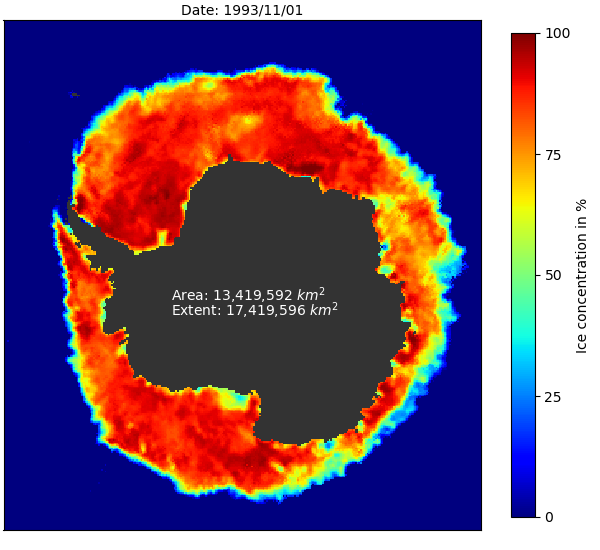 Date: 1993/11/01
Area: 13,419,592 km²
Extent: 17,419,596 km²
100
75
50
25
0
Ice concentration in %